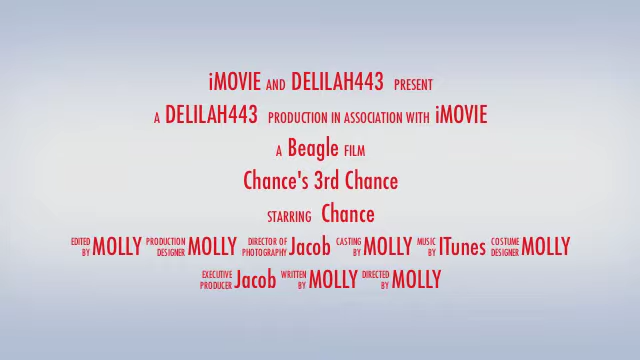 iMOVIE AND DELILAH443 PRESENT
A DELILAH443 PRODUCTION IN ASSOCIATION WITH iMOVIE
A Beagle FILM
Chance's 3rd Chance
STARRING Chance
EDITED BY MOLLY PRODUCTION DESIGNER MOLLY DIRECTOR OF PHOTOGRAPHY Jacob CASTING BY MOLLY MUSIC BY ITunes COSTUME DESIGNER MOLLY
EXECUTIVE PRODUCER Jacob WRITTEN BY MOLLY DIRECTED BY MOLLY